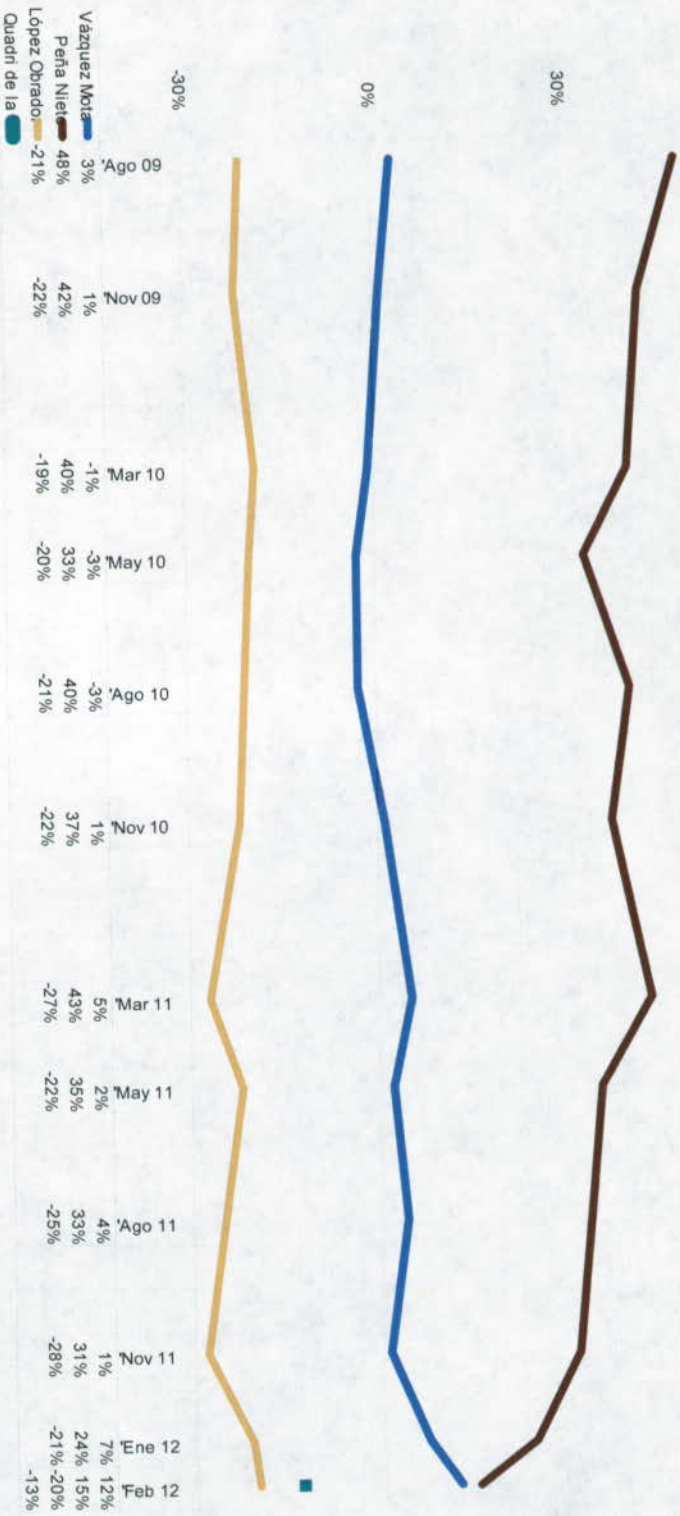 30%
0%
-30%
'Ago 09 'Nov 09 'Mar 10 'May 10 'Ago 10 'Nov 10 'Mar 11 'May 11 'Ago 11 'Nov 11 'Ene 12 'Feb 12
Vázquez Mota 3% 1% -1% -3% -3% 1% 5% 2% 4% 1% 7% 12%
Peña Nieto 48% 42% 40% 33% 40% 37% 43% 35% 33% 31% 24% 15%
López Obrador -21% -22% -19% -20% -21% -22% -27% -22% -25% -28% -21% -20%
Quadri de la -13%